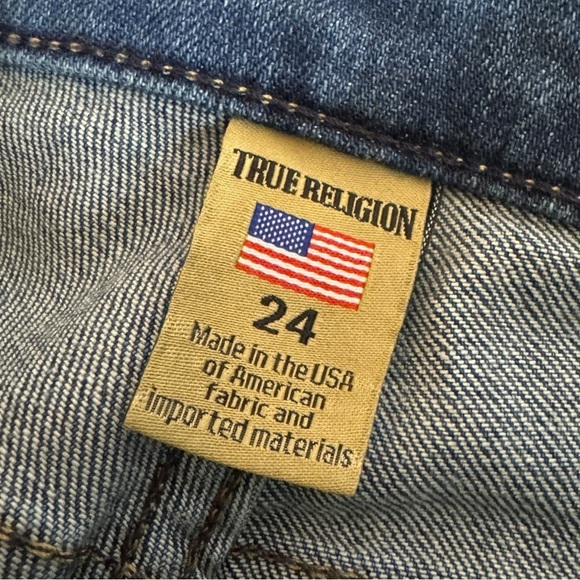 TRUE RELIGION
24
Made in the USA
of American
fabric and
imported materials